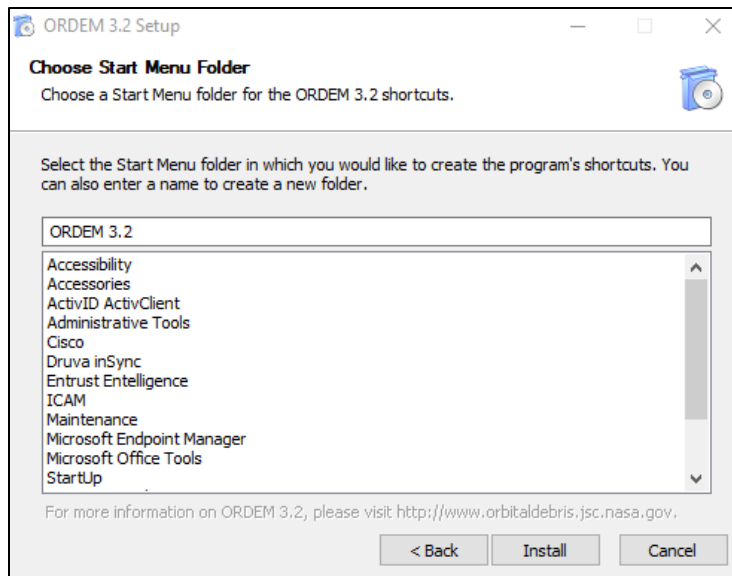 ORDEM 3.2 Setup
Choose Start Menu Folder
Choose a Start Menu folder for the ORDEM 3.2 shortcuts.
Select the Start Menu folder in which you would like to create the program's shortcuts. You
can also enter a name to create a new folder.
ORDEM 3.2
Accessibility
Accessories
ActivID ActivClient
Administrative Tools
Cisco
Druva inSync
Entrust Entelligence
ICAM
Maintenance
Microsoft Endpoint Manager
Microsoft Office Tools
StartUp
For more information on ORDEM 3.2, please visit http://www.orbitaldebris.jsc.nasa.gov.
< Back Install Cancel